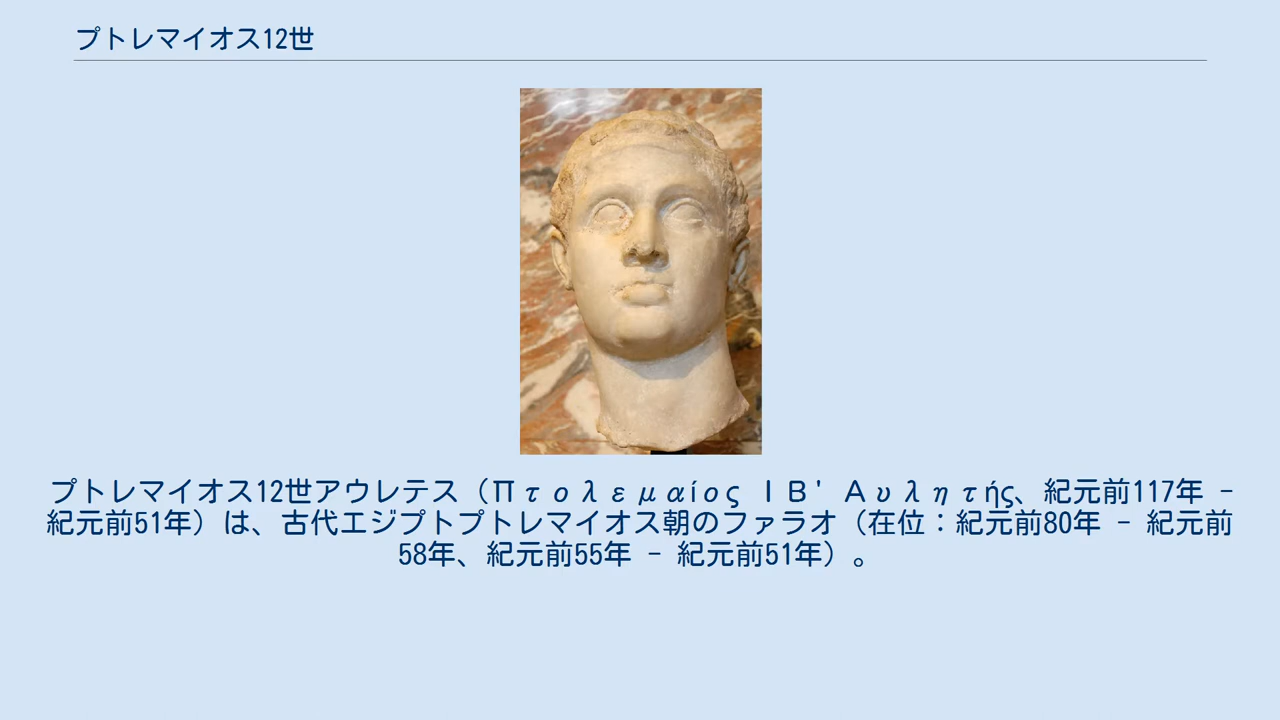 プトレマイオス12世
プトレマイオス12世アウレテス（Πτολεμαίος ΙΒ' Αυλητής、紀元前117年 -
紀元前51年）は、古代エジプトプトレマイオス朝のファラオ（在位：紀元前80年 - 紀元前
58年、紀元前55年 - 紀元前51年）。